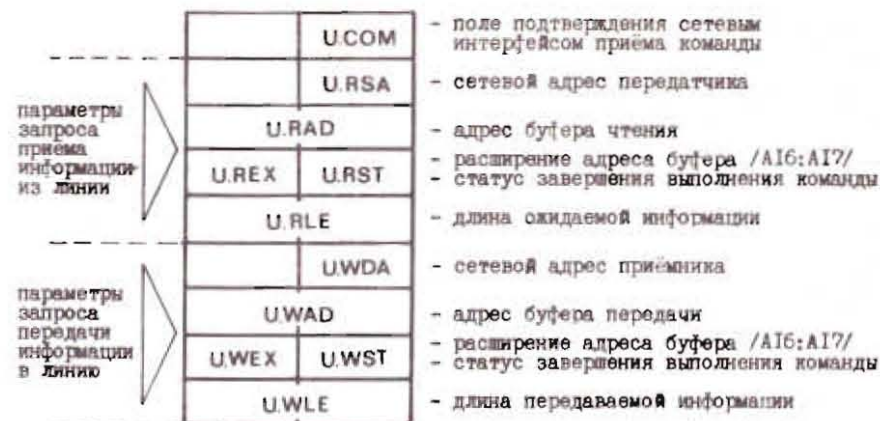 U.COM
- поле подтверждения сетевым
интерфейсом приёма команды
U.RSA
- сетевой адрес передатчика
параметры
запроса
приёма
информации
из линии
U.RAD
- адрес буфера чтения
U.REX
U.RST
- расширение адреса буфера /AI6:AI7/
- статус завершения выполнения команды
U.RLE
- длина ожидаемой информации
U.WDA
- сетевой адрес приёмника
параметры
запроса
передачи
информации
в линию
U.WAD
- адрес буфера передачи
U.WEX
U.WST
- расширение адреса буфера /AI6:AI7/
- статус завершения выполнения команды
U.WLE
- длина передаваемой информации